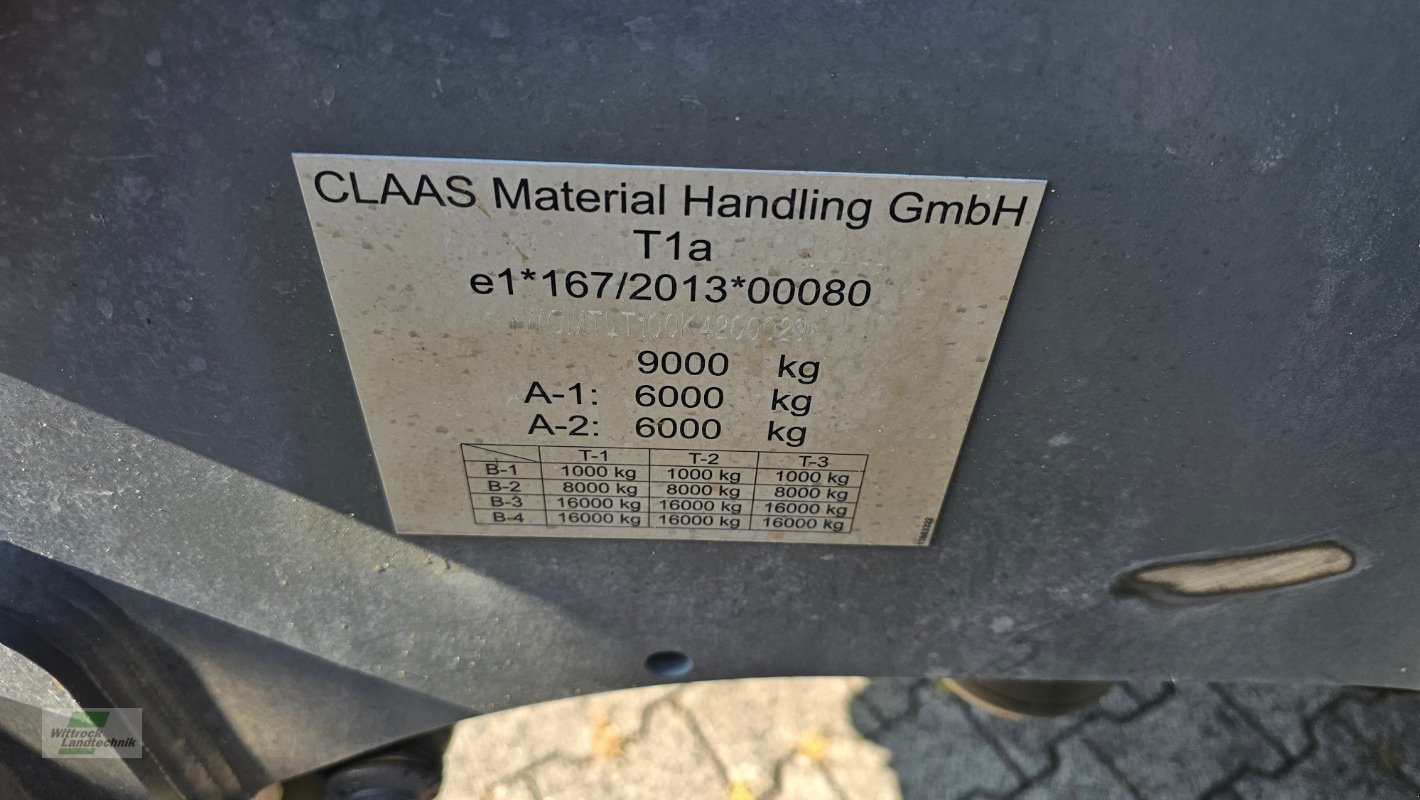 CLAAS Material Handling GmbH
T1a
e1*167/2013*00080
9000 kg
A-1: 6000 kg
A-2: 6000 kg
T-1 T-2 T-3
B-1 1000 kg 1000 kg 1000 kg
B-2 8000 kg 8000 kg 8000 kg
B-3 16000 kg 16000 kg 16000 kg
B-4 16000 kg 16000 kg 16000 kg
Wittrock
Landtechnik